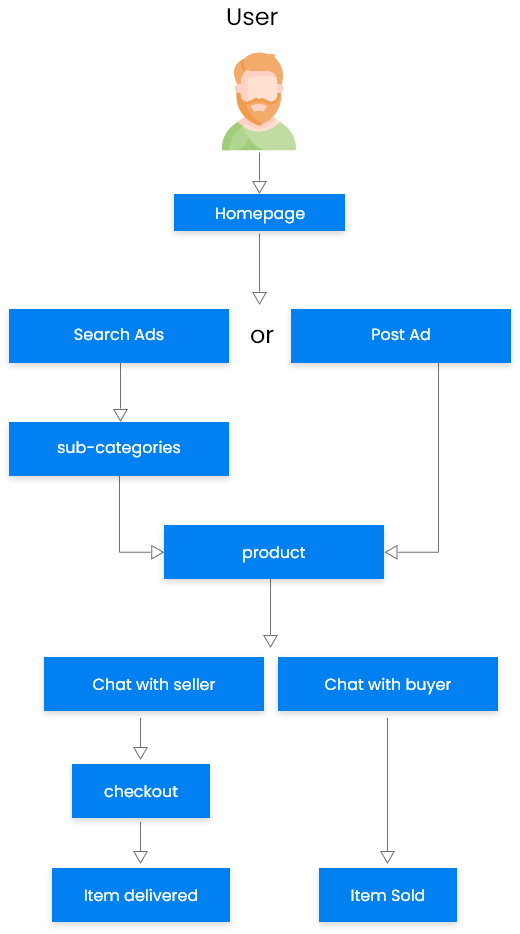 User
Homepage
Search Ads
or
Post Ad
sub-categories
product
Chat with seller
Chat with buyer
checkout
Item delivered
Item Sold